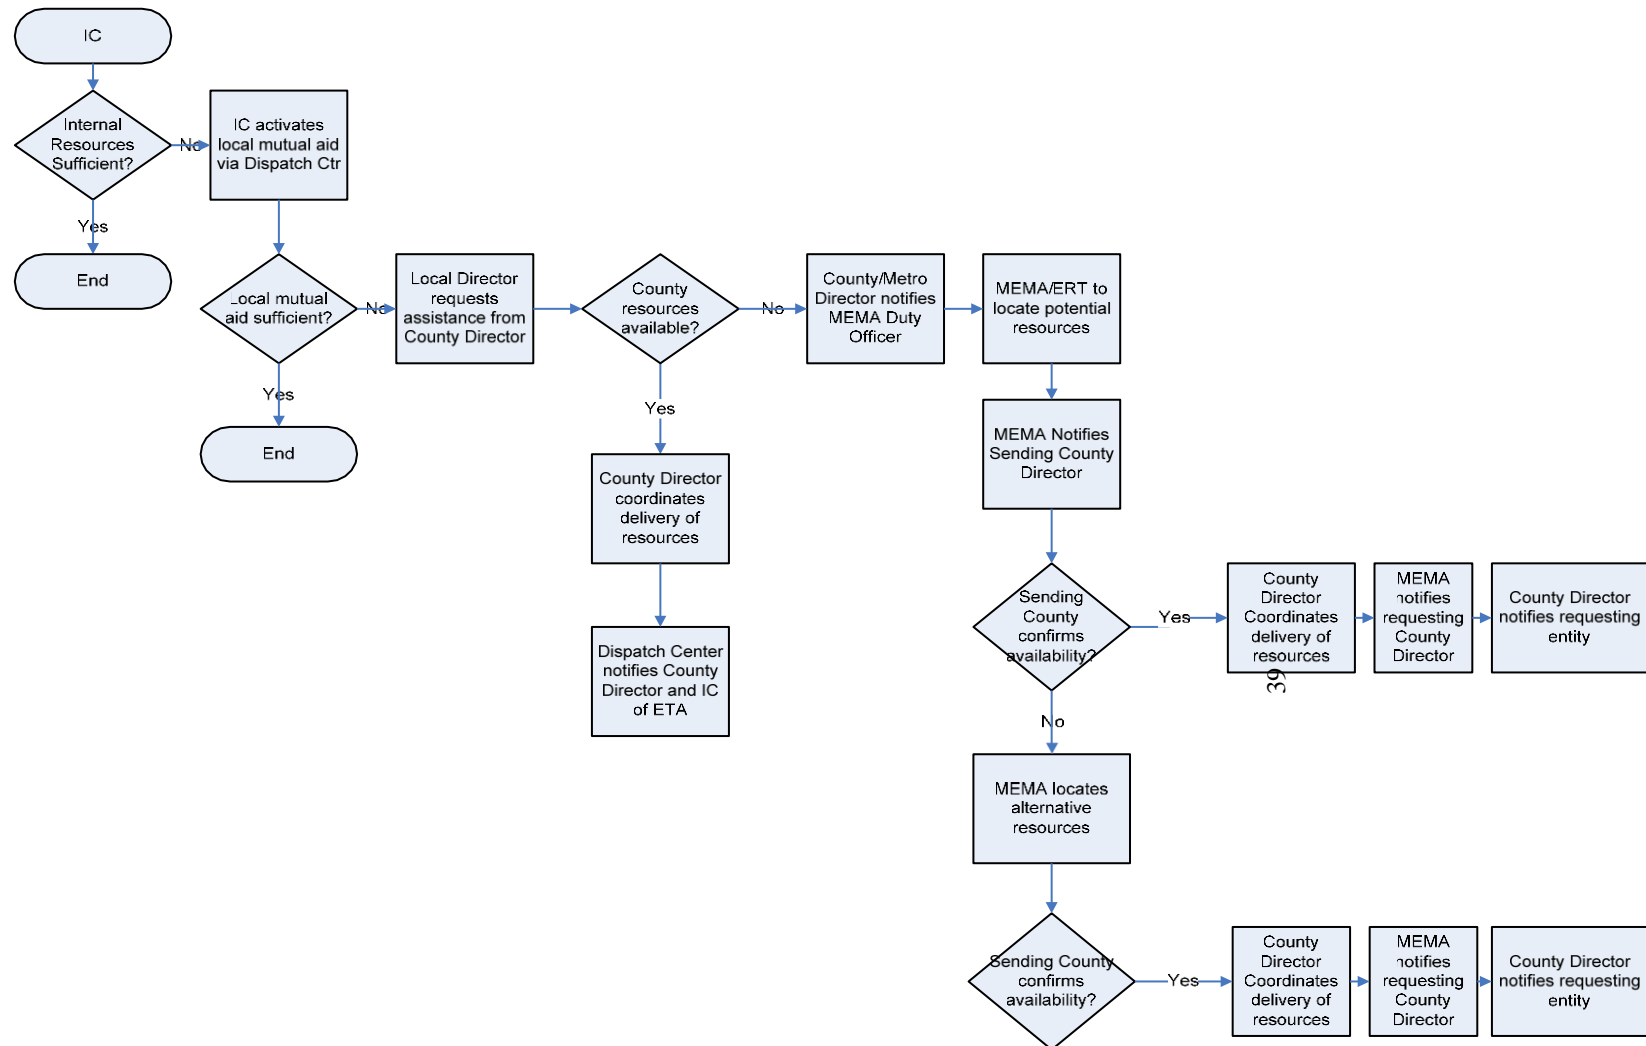 IC
Internal
Resources
Sufficient?
No
IC activates
local mutual aid
via Dispatch Ctr
Yes
End
Local mutual
aid sufficient?
No
Local Director
requests
assistance from
County Director
Yes
End
County
resources
available?
No
County/Metro
Director notifies
MEMA Duty
Officer
MEMA/ERT to
locate potential
resources
Yes
County Director
coordinates
delivery of
resources
Dispatch Center
notifies County
Director and IC
of ETA
MEMA Notifies
Sending County
Director
Sending
County
confirms
availability?
Yes
County
Director
Coordinates
delivery of
resources
MEMA
notifies
requesting
County
Director
County Director
notifies requesting
entity
39
No
MEMA locates
alternative
resources
Sending County
confirms
availability?
Yes
County
Director
Coordinates
delivery of
resources
MEMA
notifies
requesting
County
Director
County Director
notifies requesting
entity